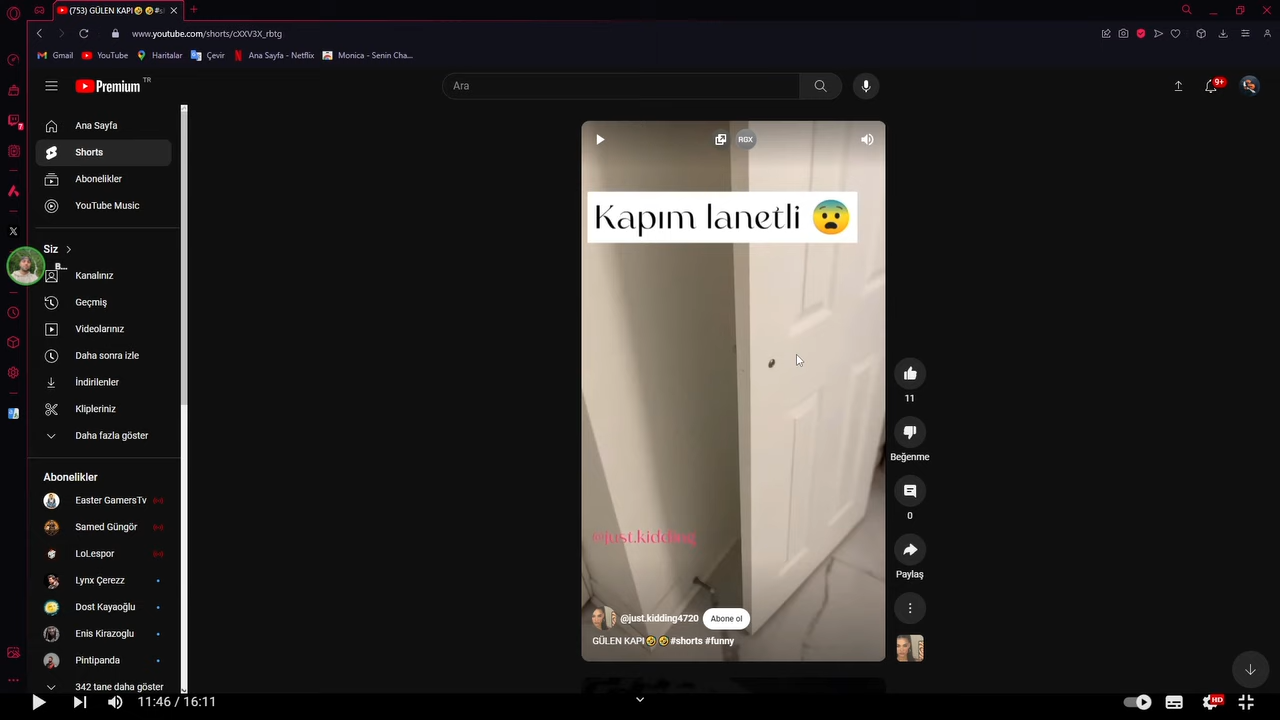 (753) GÜLEN KAPI🤣🤣#s
www.youtube.com/shorts/cXXV3X_rbtg
Gmail
YouTube
Haritalar
Çevir
Ana Sayfa - Netflix
Monica - Senin Cha...
Premium TR
Ara
9+
Ana Sayfa
Shorts
Abonelikler
YouTube Music
Siz
B...
Kanalınız
Geçmiş
Videolarınız
Daha sonra izle
İndirilenler
Klipleriniz
Daha fazla göster
Abonelikler
Easter GamersTv
Samed Güngör
LoLespor
Lynx Çerezz
Dost Kayaoğlu
Enis Kirazoglu
Pintipanda
342 tane daha göster
RGX
Kapım lanetli 😨
@just.kidding
@just.kidding4720
Abone ol
GÜLEN KAPI🤣🤣#shorts #funny
11
Beğenme
0
Paylaş
11:46 / 16:11
HD